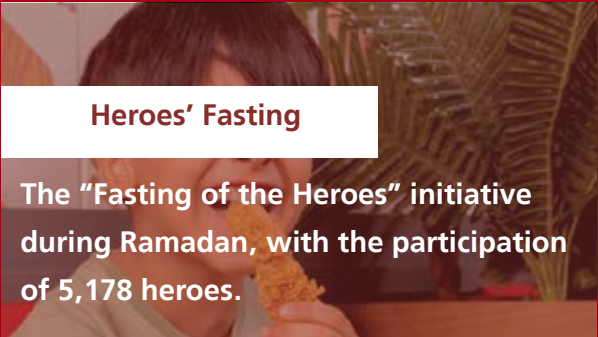 Heroes’ Fasting
The “Fasting of the Heroes” initiative
during Ramadan, with the participation
of 5,178 heroes.